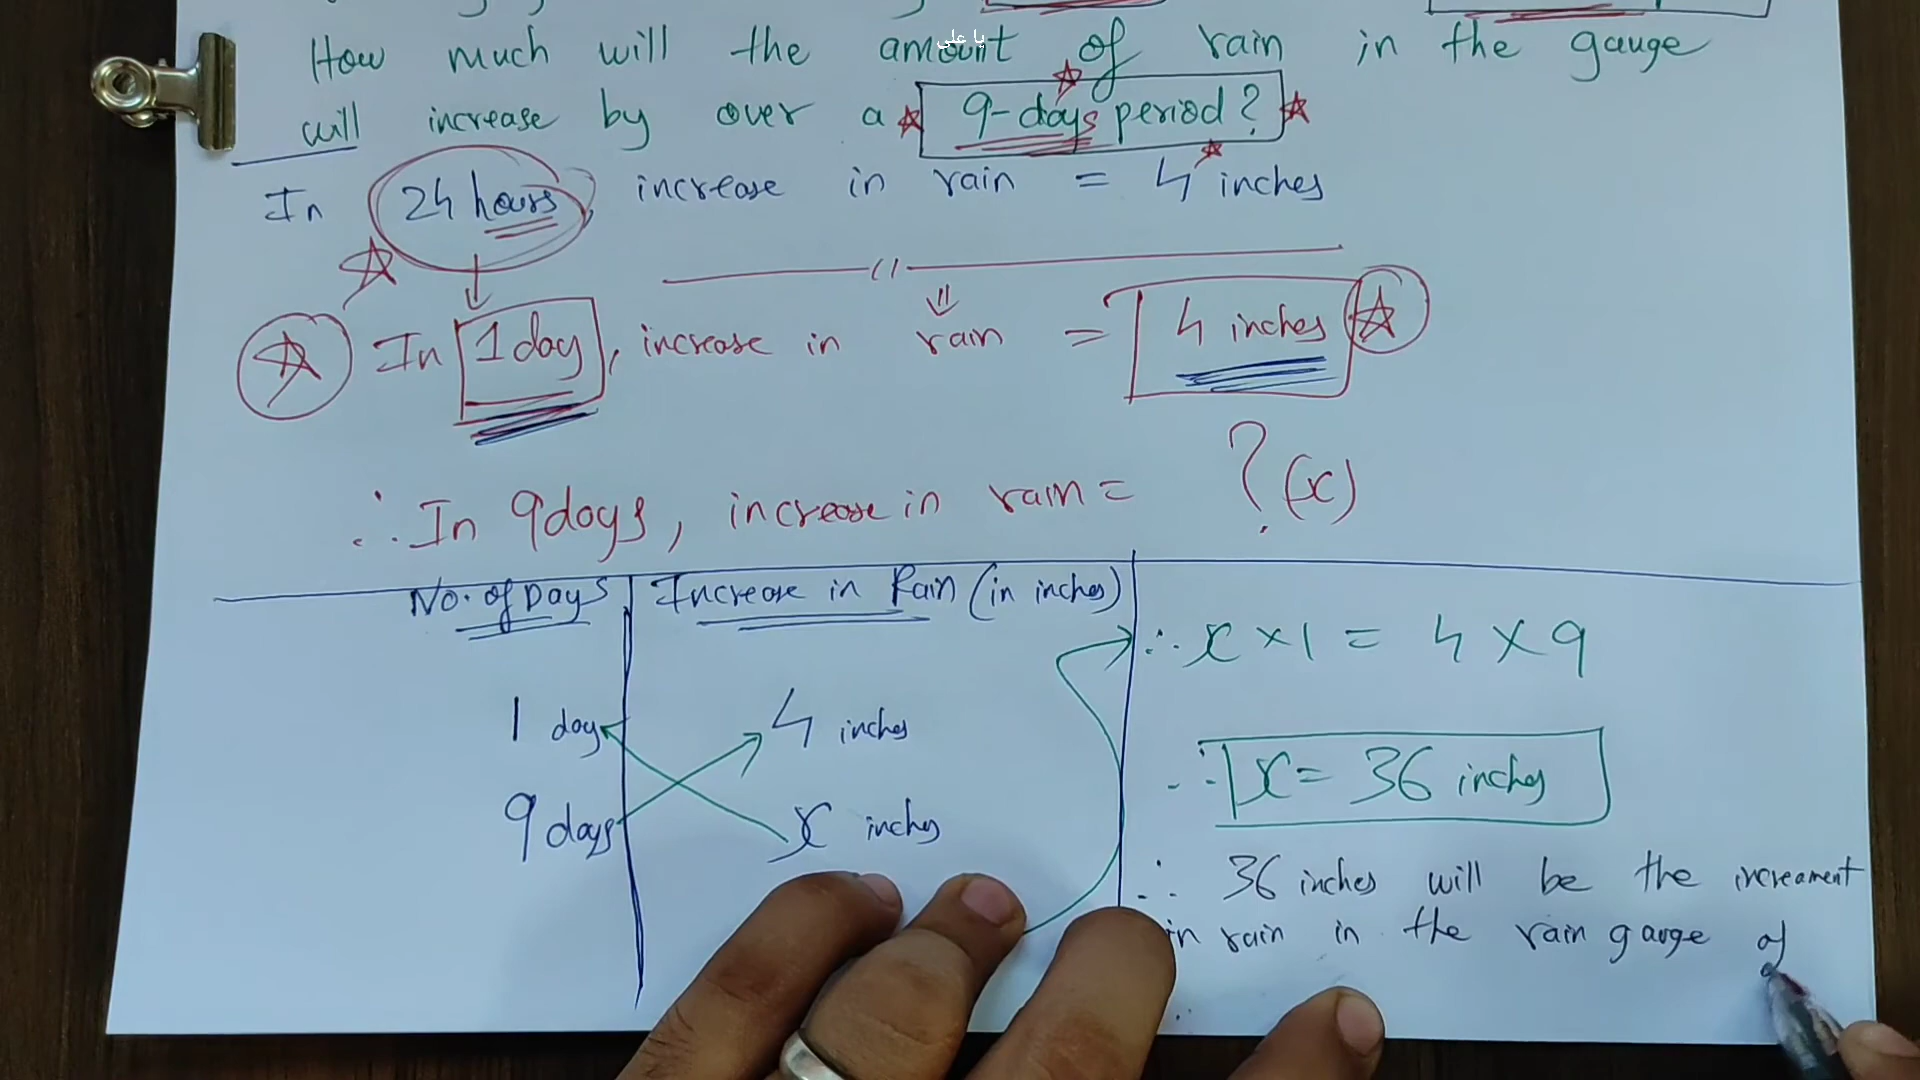 How much will the amount of rain in the gauge
یا علی
will increase by over a 9-days period?
In 24 hours, increase in rain = 4 inches
In 1 day, increase in rain = 4 inches
∴ In 9 days, increase in rain = ? (x)
No. of Days Increase in Rain (in inches)
1 day 4 inches
9 days x inches
∴ x × 1 = 4 × 9
∴ x = 36 inches
∴ 36 inches will be the increament
in rain in the rain gauge of